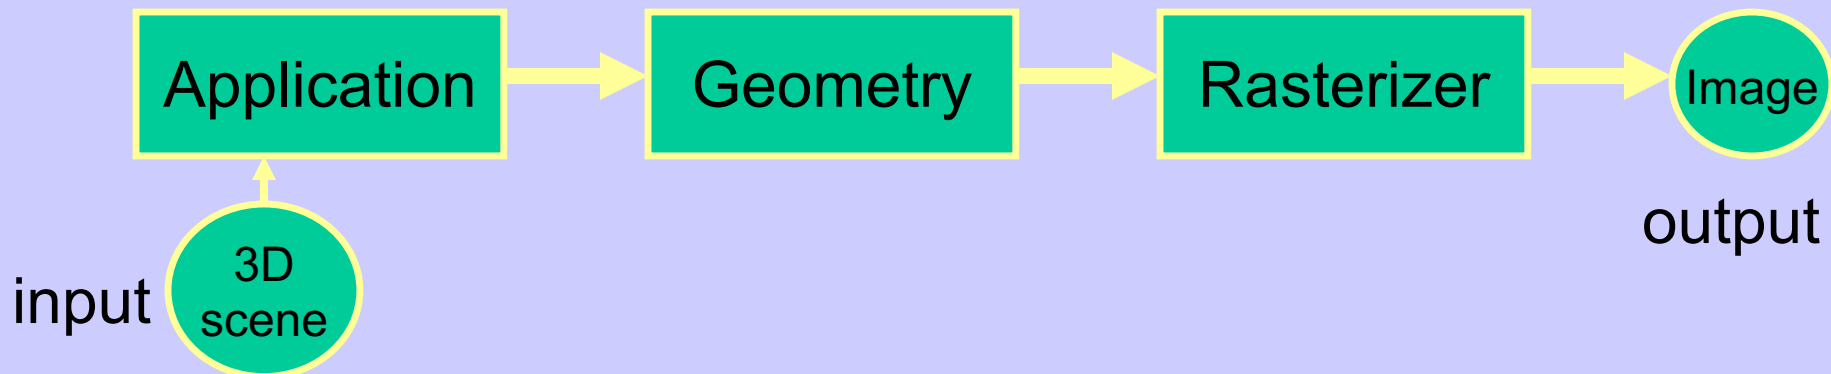 Application
Geometry
Rasterizer
Image
output
input
3D
scene